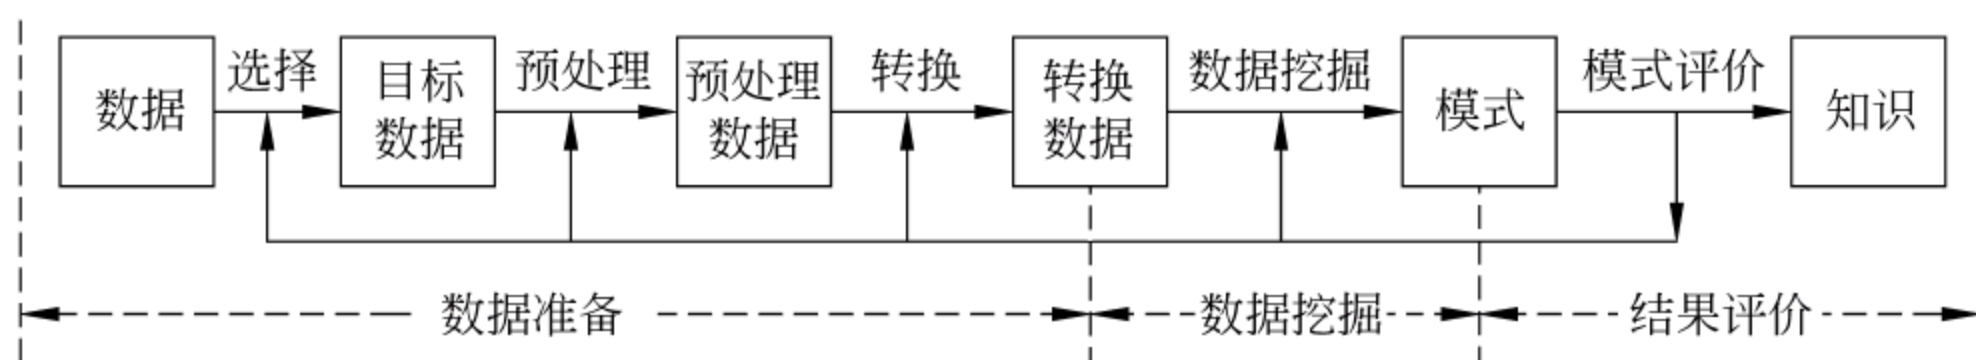 数据
选择
目标
数据
预处理
预处理
数据
转换
转换
数据
数据挖掘
模式
模式评价
知识
数据准备
数据挖掘
结果评价